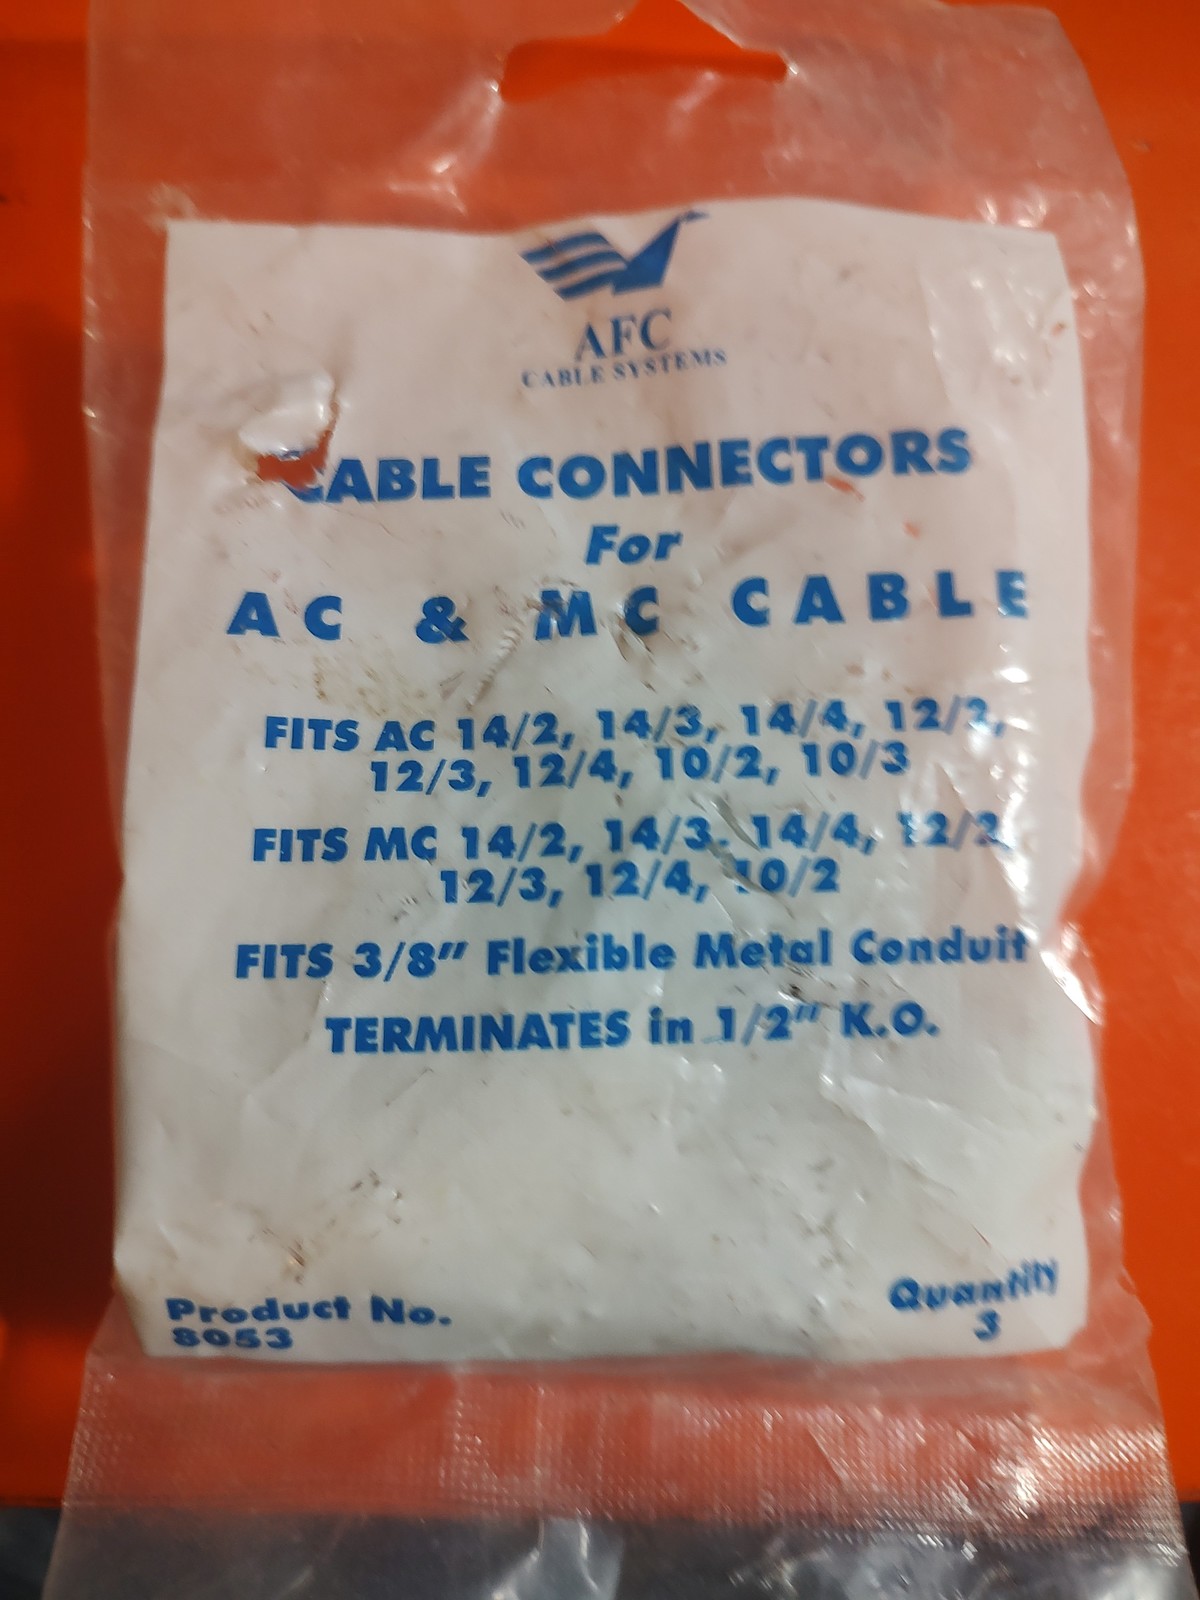 AFC
CABLE SYSTEMS
CABLE CONNECTORS
For
AC & MC CABLE
FITS AC 14/2, 14/3, 14/4, 12/2,
12/3, 12/4, 10/2, 10/3
FITS MC 14/2, 14/3, 14/4, 12/2,
12/3, 12/4, 10/2
FITS 3/8" Flexible Metal Conduit
TERMINATES in 1/2" K.O.
Product No.
8053
Quantity
3